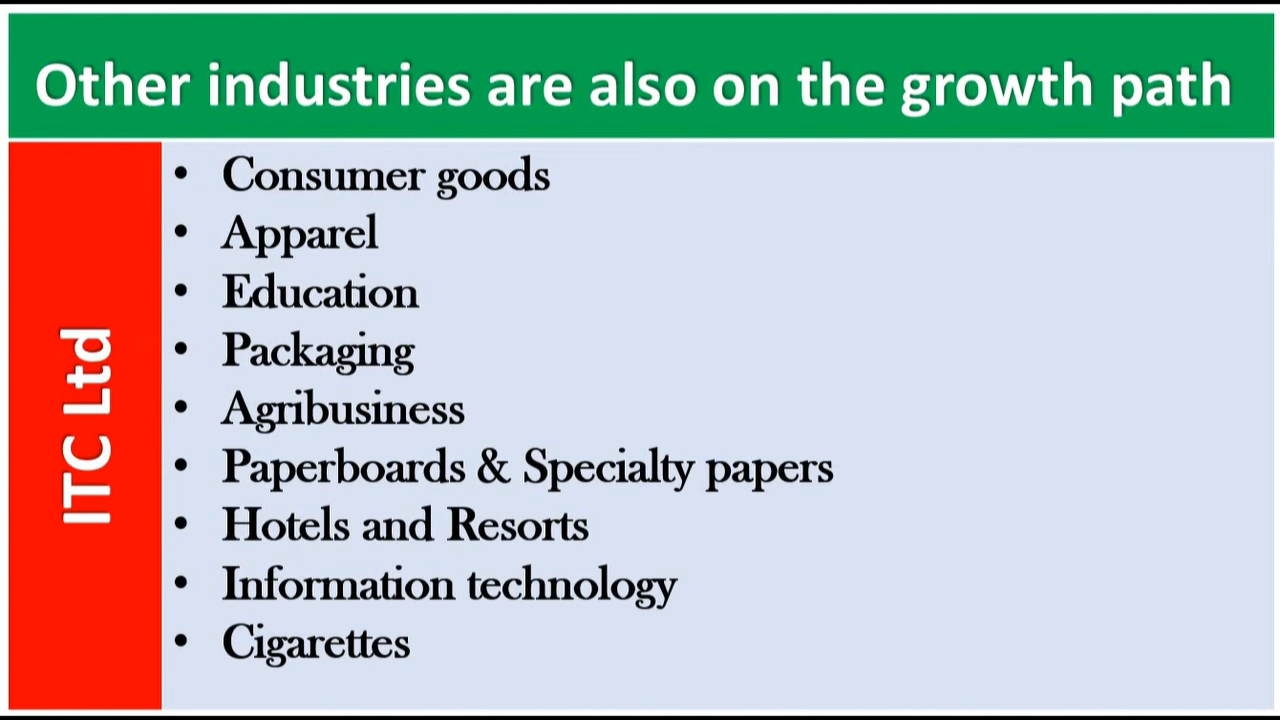 Other industries are also on the growth path
ITC Ltd
• Consumer goods
• Apparel
• Education
• Packaging
• Agribusiness
• Paperboards & Specialty papers
• Hotels and Resorts
• Information technology
• Cigarettes